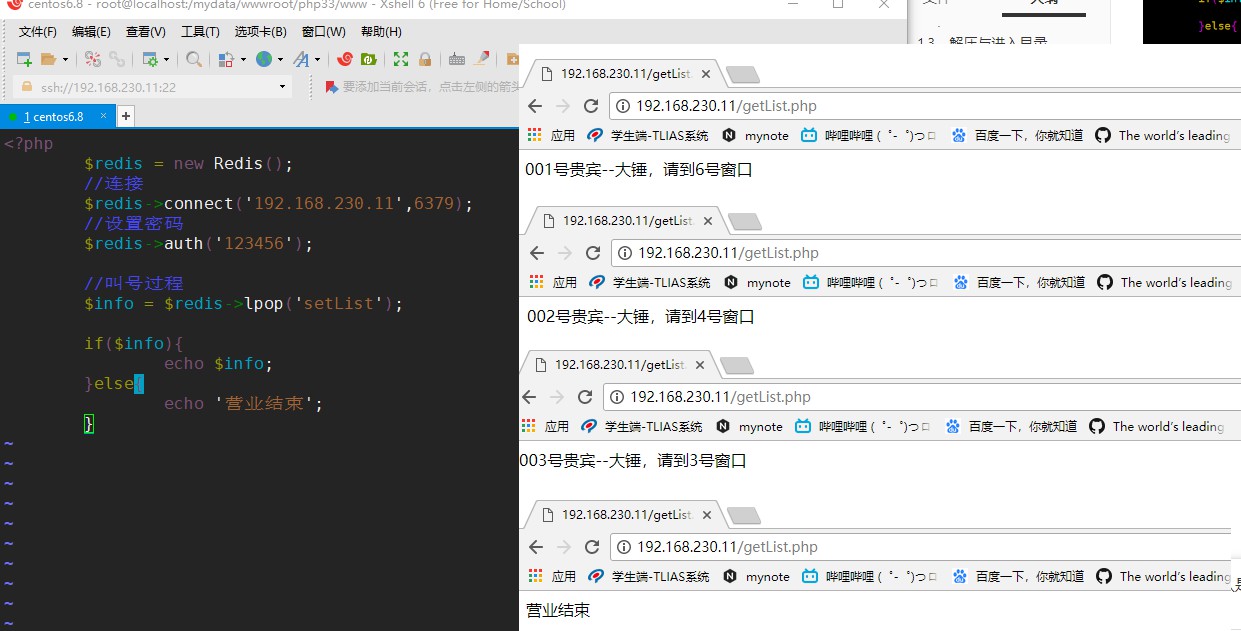 centos6.8 - root@localhost:/mydata/wwwroot/php33/www - Xshell 6 (Free for Home/School)
文件(F) 编辑(E) 查看(V) 工具(T) 选项卡(B) 窗口(W) 帮助(H)
ssh://192.168.230.11:22
要添加当前会话，点击左侧的箭头
1 centos6.8 × +
<?php
$redis = new Redis();
//连接
$redis->connect('192.168.230.11',6379);
//设置密码
$redis->auth('123456');
//叫号过程
$info = $redis->lpop('setList');
if($info){
echo $info;
}else{
echo '营业结束';
}
~
~
~
~
~
~
~
~
~
~
}else{
192.168.230.11/getList. ×
192.168.230.11/getList.php
应用 学生端-TLIAS系统 mynote 哔哩哔哩 ( ゜- ゜)つロ 百度一下，你就知道 The world's leading
001号贵宾--大锤，请到6号窗口
192.168.230.11/getList. ×
192.168.230.11/getList.php
应用 学生端-TLIAS系统 mynote 哔哩哔哩 ( ゜- ゜)つロ 百度一下，你就知道 The world's leading
002号贵宾--大锤，请到4号窗口
192.168.230.11/getList. ×
192.168.230.11/getList.php
应用 学生端-TLIAS系统 mynote 哔哩哔哩 ( ゜- ゜)つロ 百度一下，你就知道 The world's leading
003号贵宾--大锤，请到3号窗口
192.168.230.11/getList. ×
192.168.230.11/getList.php
应用 学生端-TLIAS系统 mynote 哔哩哔哩 ( ゜- ゜)つロ 百度一下，你就知道 The world's leading
营业结束